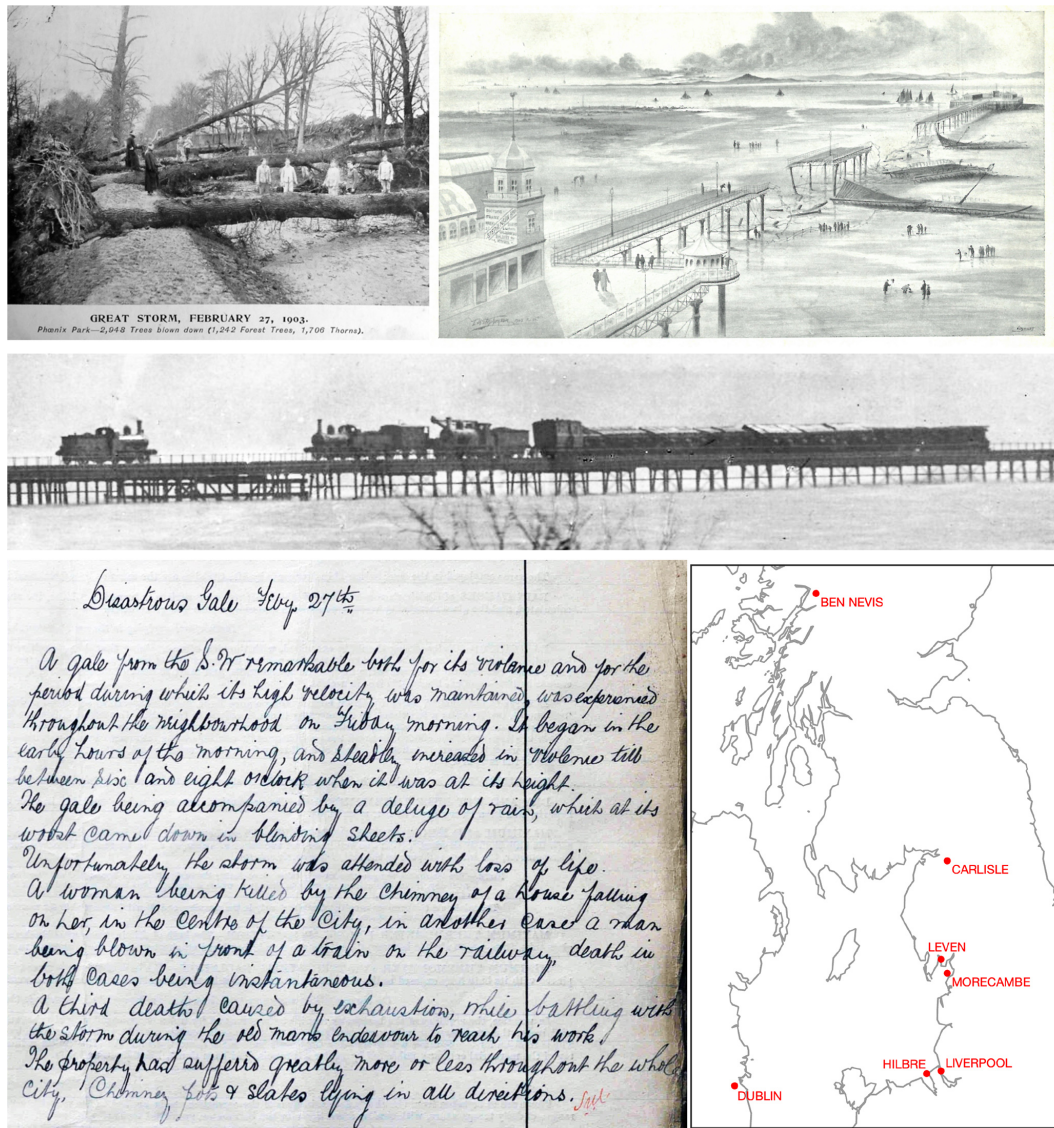 GREAT STORM, FEBRUARY 27, 1903.
Phœnix Park—2,948 Trees blown down (1,242 Forest Trees, 1,706 Thorns).
Disastrous Gale Feby. 27th
A gale from the S.W remarkable both for its violence and for the
period during which its high velocity was maintained, was experienced
throughout the neighbourhood on Friday morning. It began in the
early hours of the morning, and steadily increased in violence till
between six and eight oclock when it was at its height.
The gale being accompanied by a deluge of rain, which at its
worst came down in blinding sheets.
Unfortunately the storm was attended with loss of life.
A woman being killed by the chimney of a house falling
on her, in the centre of the City, in another case a man
being blown in front of a train on the railway, death in
both cases being instantaneous.
A third death caused by exhaustion, while battling with
the storm during the old mans endeavour to reach his work.
The property has sufferd greatly more or less throughout the whole
City. Chimney pots & slates lying in all directions.
BEN NEVIS
CARLISLE
LEVEN
MORECAMBE
HILBRE
LIVERPOOL
DUBLIN